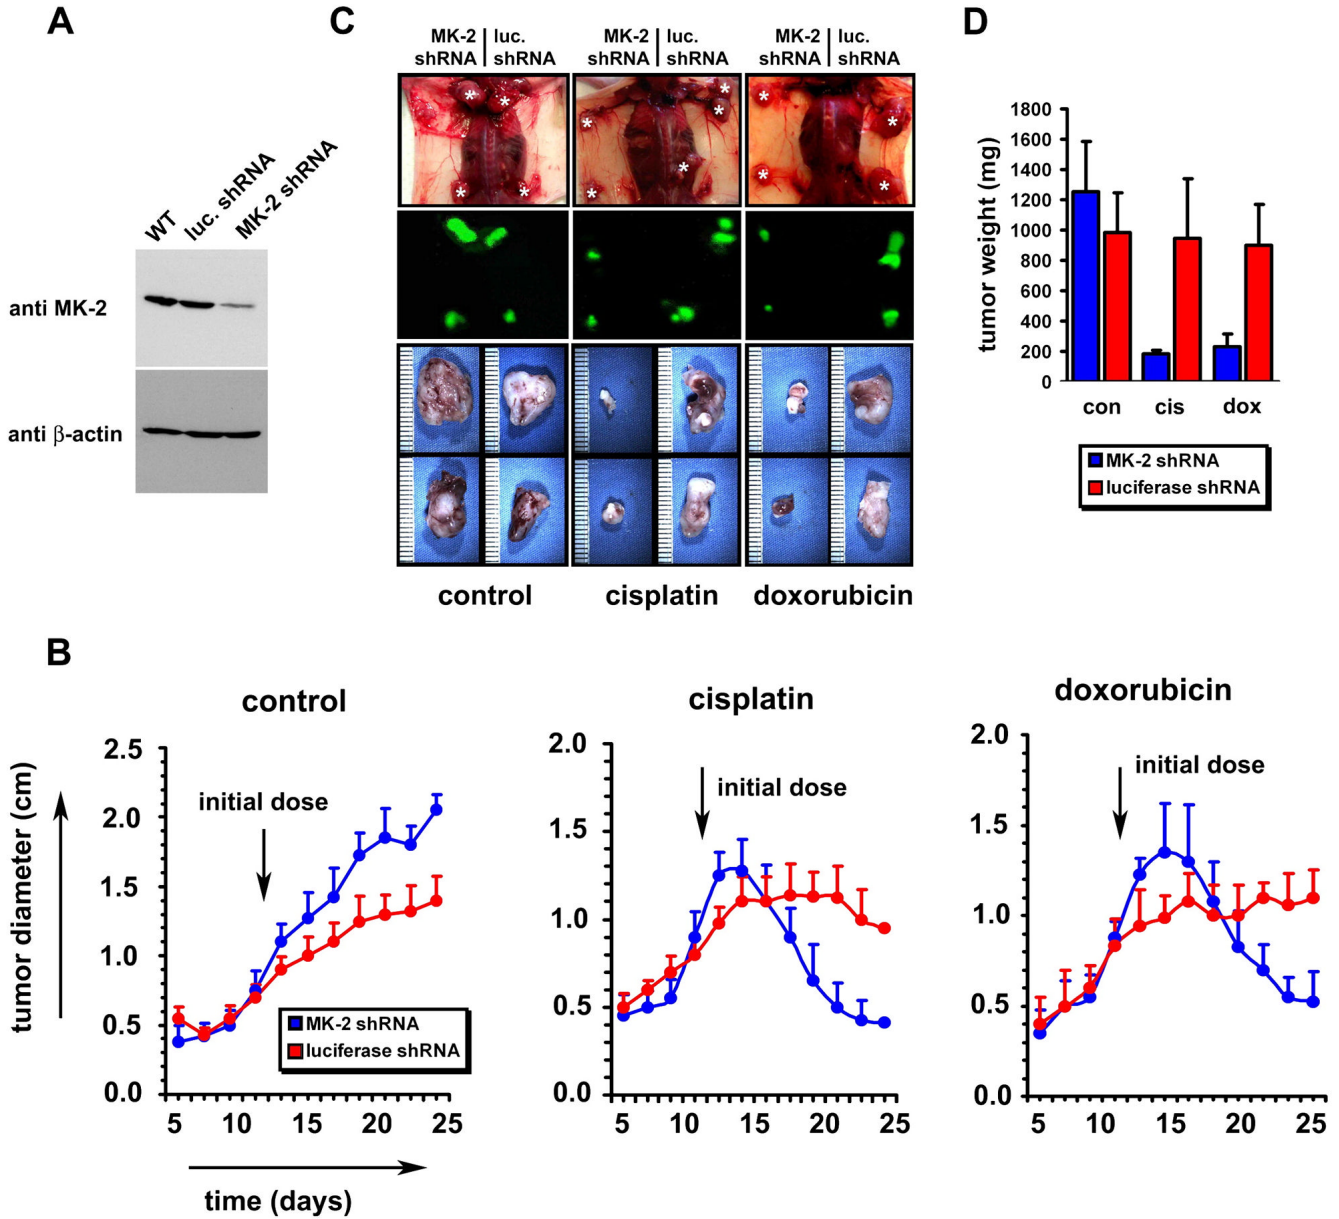 A
WT
luc. shRNA
MK-2 shRNA
anti MK-2
anti β-actin
C
MK-2 | luc.
shRNA | shRNA
MK-2 | luc.
shRNA | shRNA
MK-2 | luc.
shRNA | shRNA
* * * *
* * * * *
* * * *
control
cisplatin
doxorubicin
D
tumor weight (mg)
1800
1600
1400
1200
1000
800
600
400
200
0
con
cis
dox
MK-2 shRNA
luciferase shRNA
B
control
tumor diameter (cm)
2.5
2.0
1.5
1.0
0.5
0.0
initial dose
MK-2 shRNA
luciferase shRNA
5 10 15 20 25
time (days)
cisplatin
2.0
1.5
1.0
0.5
0.0
initial dose
5 10 15 20 25
doxorubicin
2.0
1.5
1.0
0.5
0.0
initial dose
5 10 15 20 25